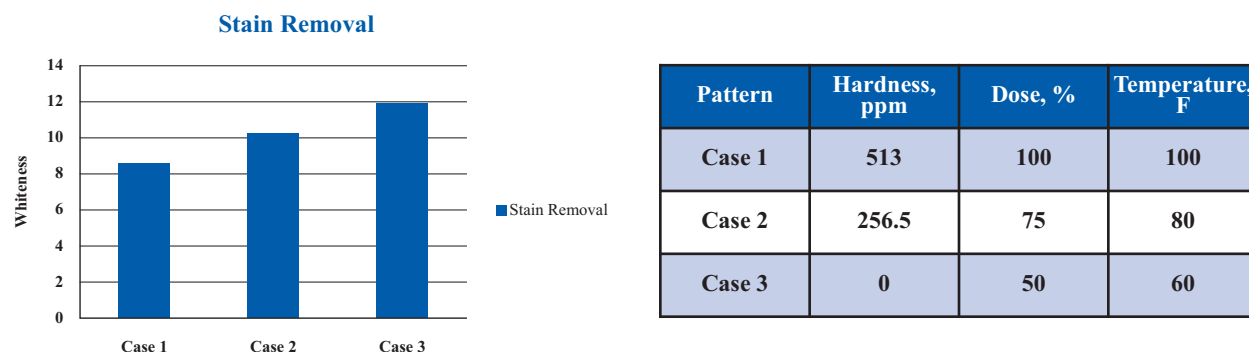 Stain Removal
14
12
10
8
6
4
2
0
Whiteness
Case 1 Case 2 Case 3
Stain Removal
Pattern Hardness, ppm Dose, % Temperature, F
Case 1 513 100 100
Case 2 256.5 75 80
Case 3 0 50 60